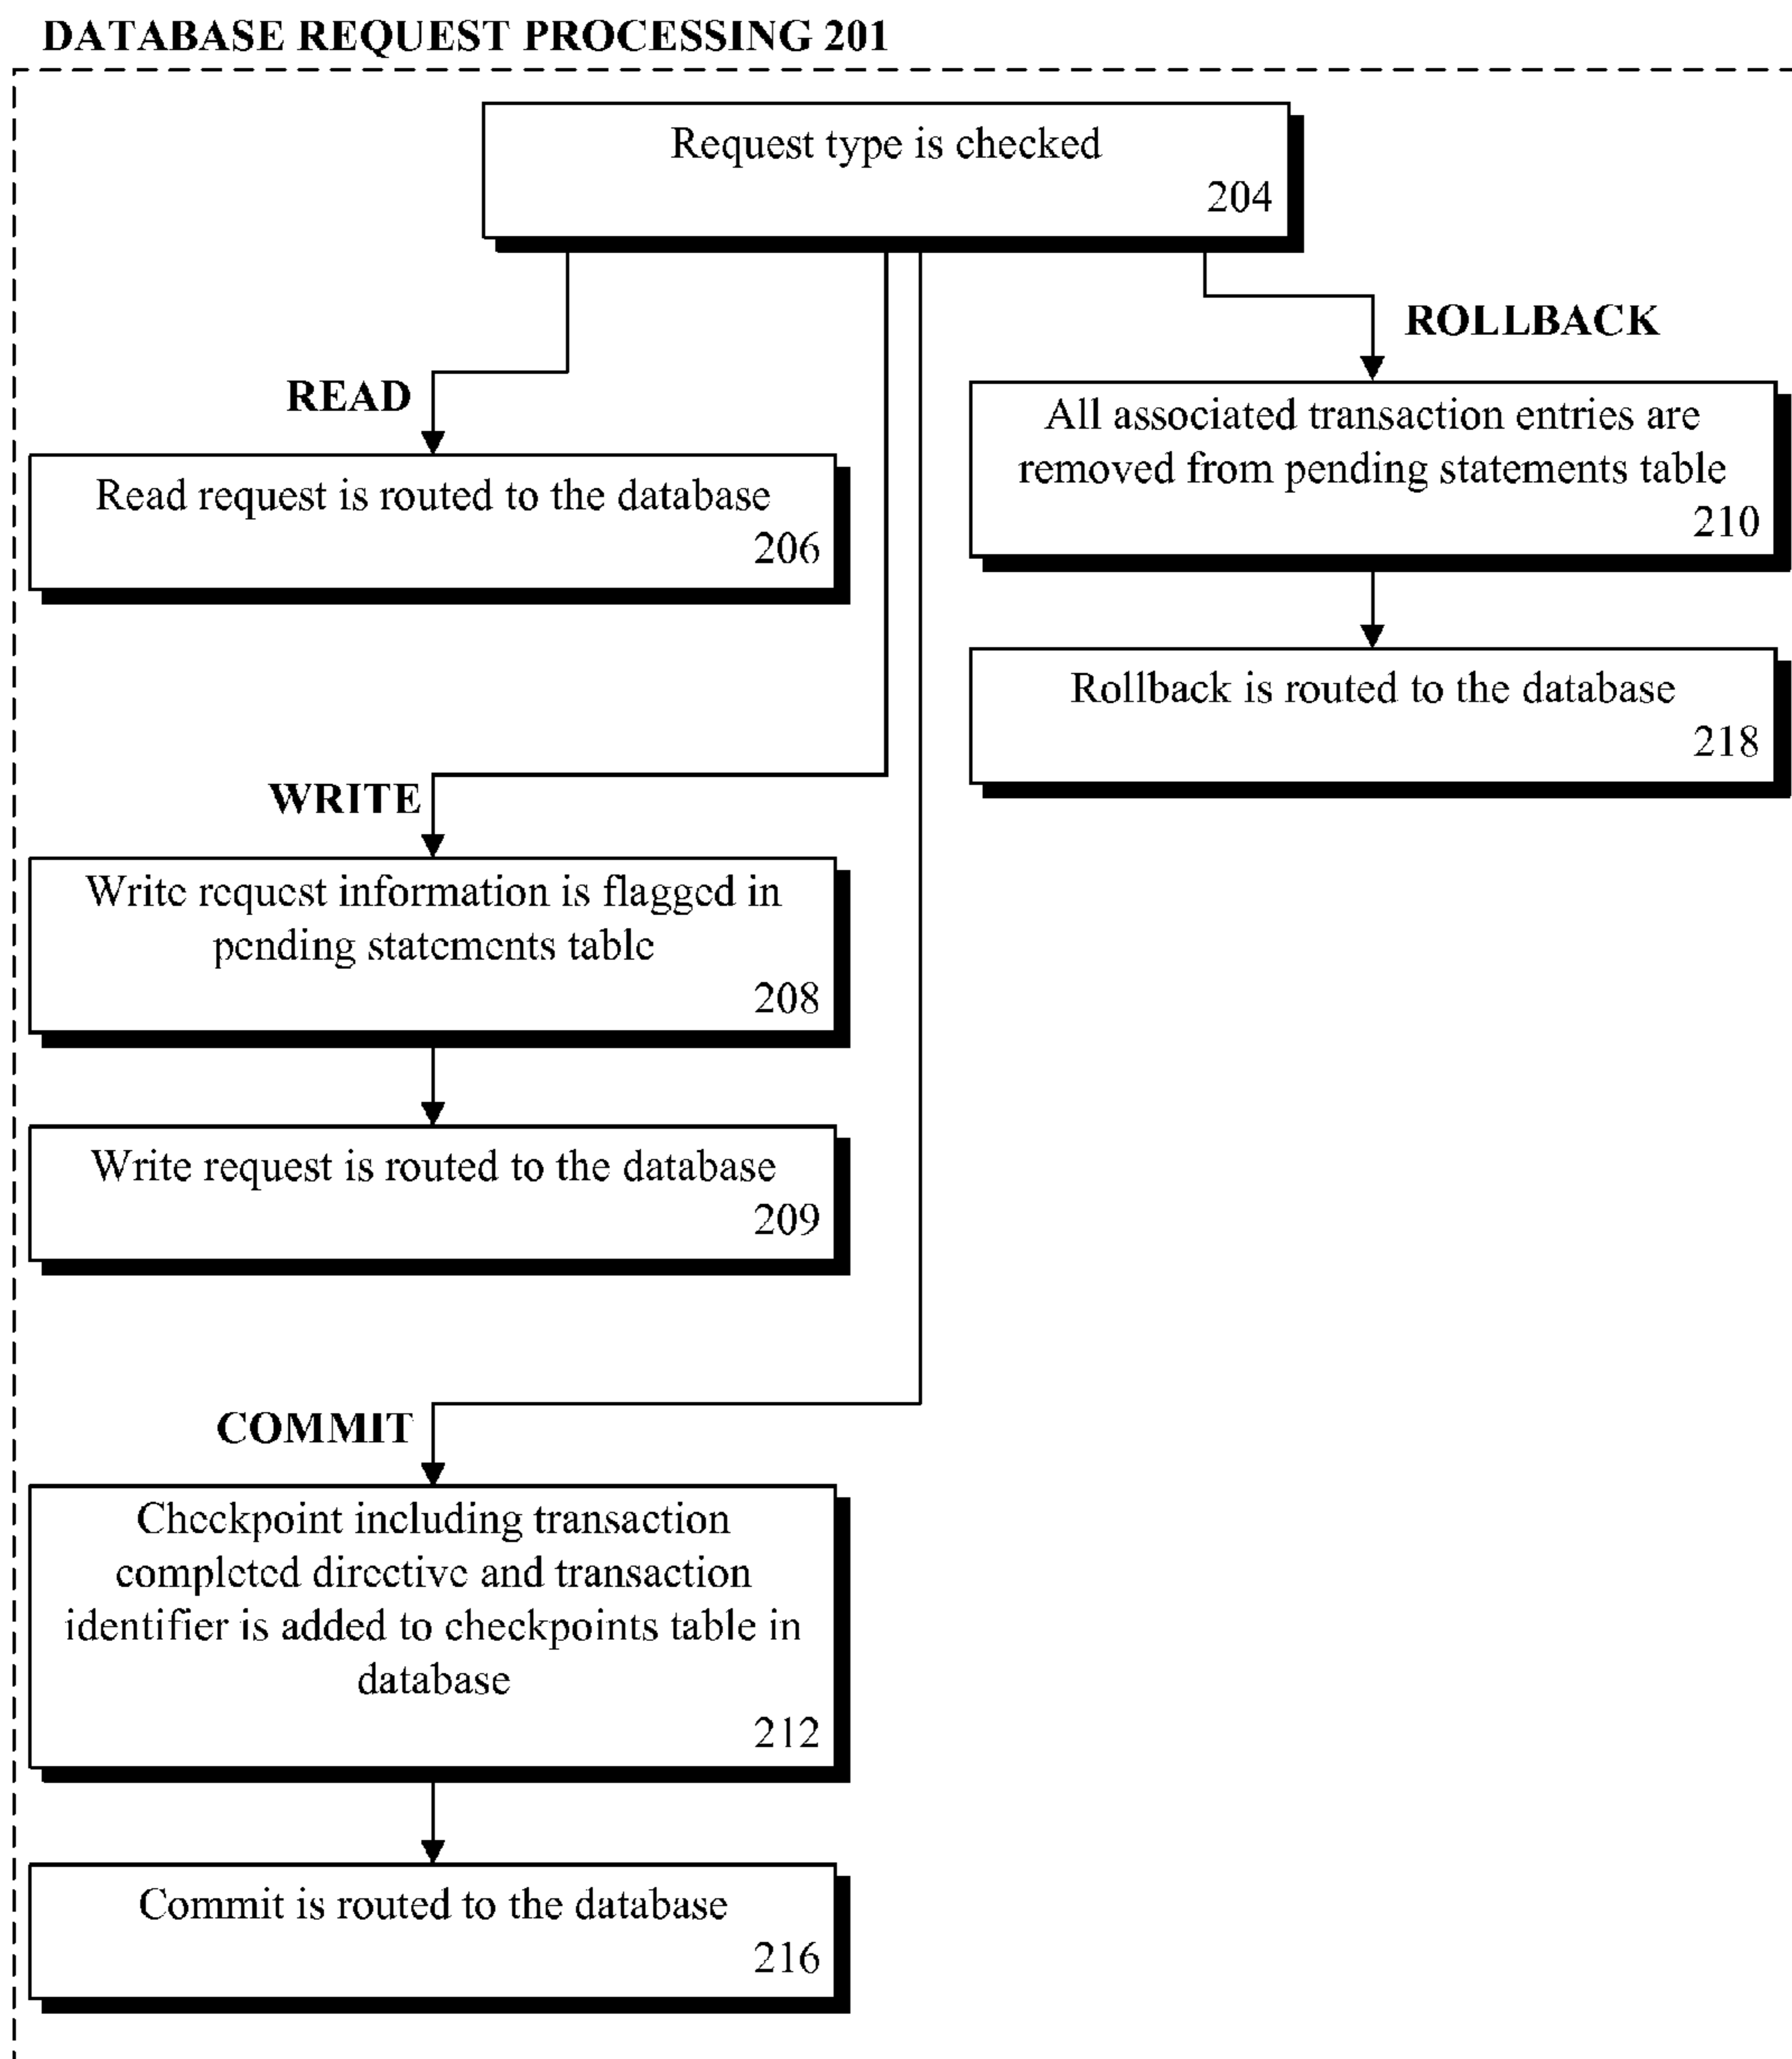 DATABASE REQUEST PROCESSING 201
Request type is checked
204
READ
Read request is routed to the database
206
ROLLBACK
All associated transaction entries are
removed from pending statements table
210
Rollback is routed to the database
218
WRITE
Write request information is flagged in
pending statements table
208
Write request is routed to the database
209
COMMIT
Checkpoint including transaction
completed directive and transaction
identifier is added to checkpoints table in
database
212
Commit is routed to the database
216